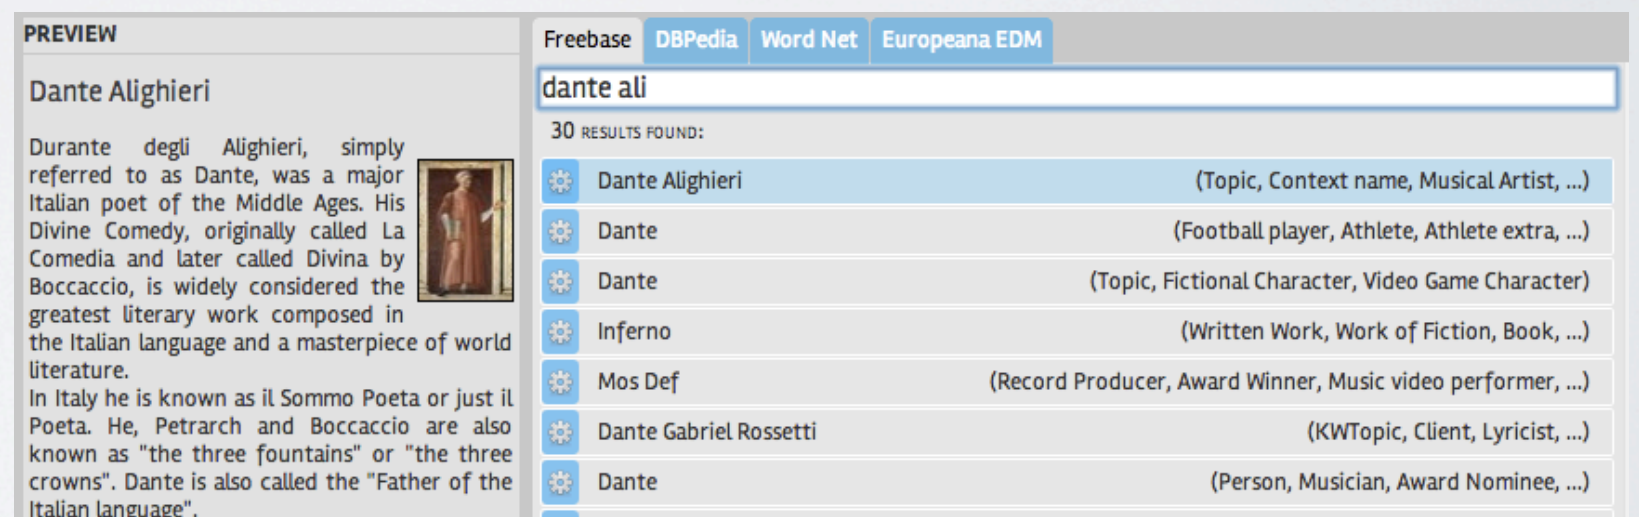 PREVIEW
Dante Alighieri
Durante degli Alighieri, simply
referred to as Dante, was a major
Italian poet of the Middle Ages. His
Divine Comedy, originally called La
Comedia and later called Divina by
Boccaccio, is widely considered the
greatest literary work composed in
the Italian language and a masterpiece of world
literature.
In Italy he is known as il Sommo Poeta or just il
Poeta. He, Petrarch and Boccaccio are also
known as "the three fountains" or "the three
crowns". Dante is also called the "Father of the
Italian language".
Freebase DBPedia Word Net Europeana EDM
dante ali
30 RESULTS FOUND:
Dante Alighieri (Topic, Context name, Musical Artist, ...)
Dante (Football player, Athlete, Athlete extra, ...)
Dante (Topic, Fictional Character, Video Game Character)
Inferno (Written Work, Work of Fiction, Book, ...)
Mos Def (Record Producer, Award Winner, Music video performer, ...)
Dante Gabriel Rossetti (KWTopic, Client, Lyricist, ...)
Dante (Person, Musician, Award Nominee, ...)